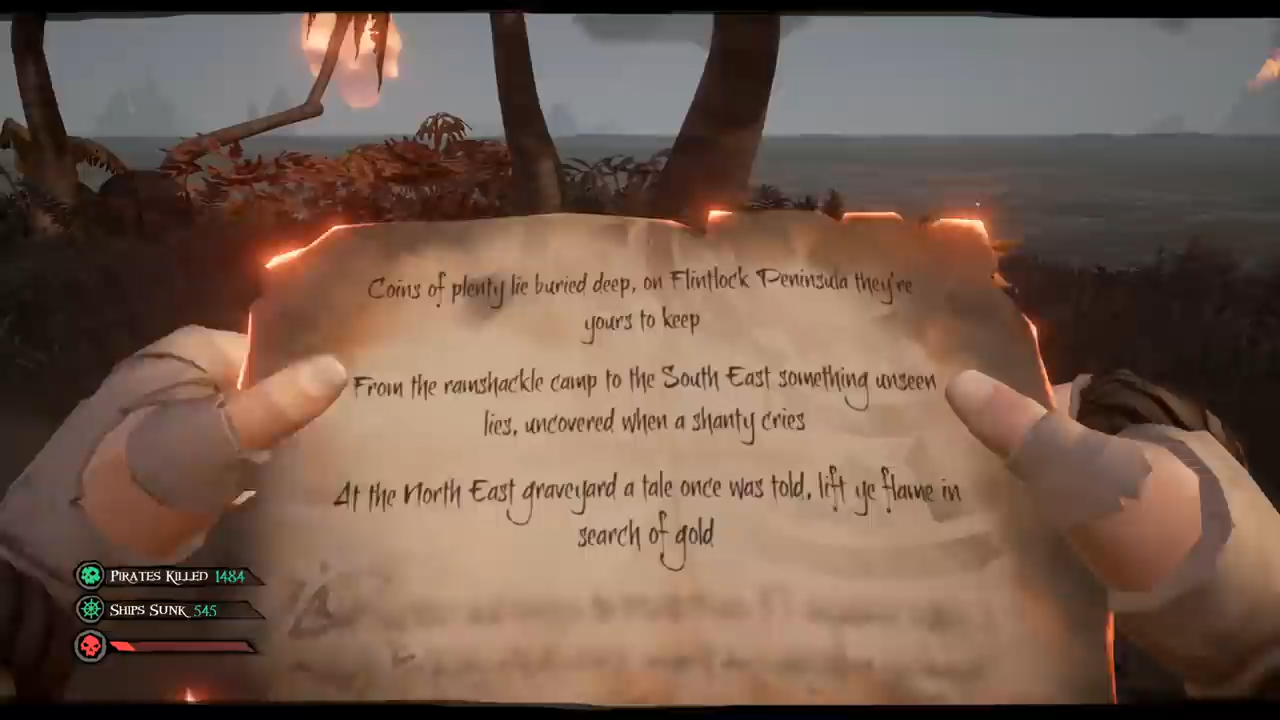 Coins of plenty lie buried deep, on Flintlock Peninsula they're
yours to keep
From the ramshackle camp to the South East something unseen
lies, uncovered when a shanty cries
At the North East graveyard a tale once was told, lift ye flame in
search of gold
PIRATES KILLED 1484
SHIPS SUNK 545